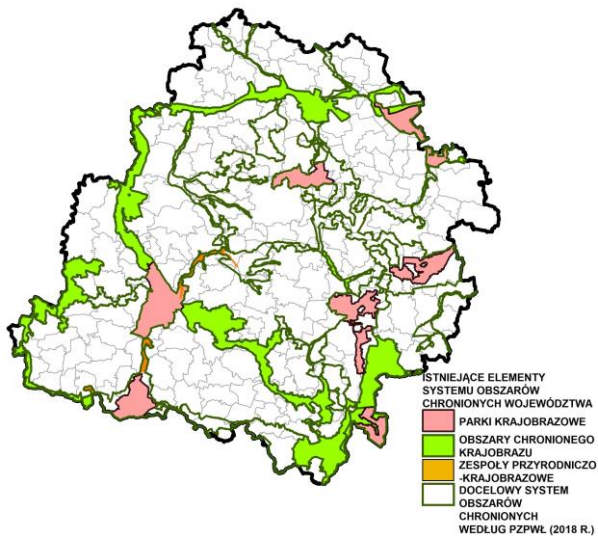 ISTNIEJĄCE ELEMENTY
SYSTEMU OBSZARÓW
CHRONIONYCH WOJEWÓDZTWA
PARKI KRAJOBRAZOWE
OBSZARY CHRONIONEGO
KRAJOBRAZU
ZESPOŁY PRZYRODNICZO
-KRAJOBRAZOWE
DOCELOWY SYSTEM
OBSZARÓW
CHRONIONYCH
WEDŁUG PZPWŁ (2018 R.)